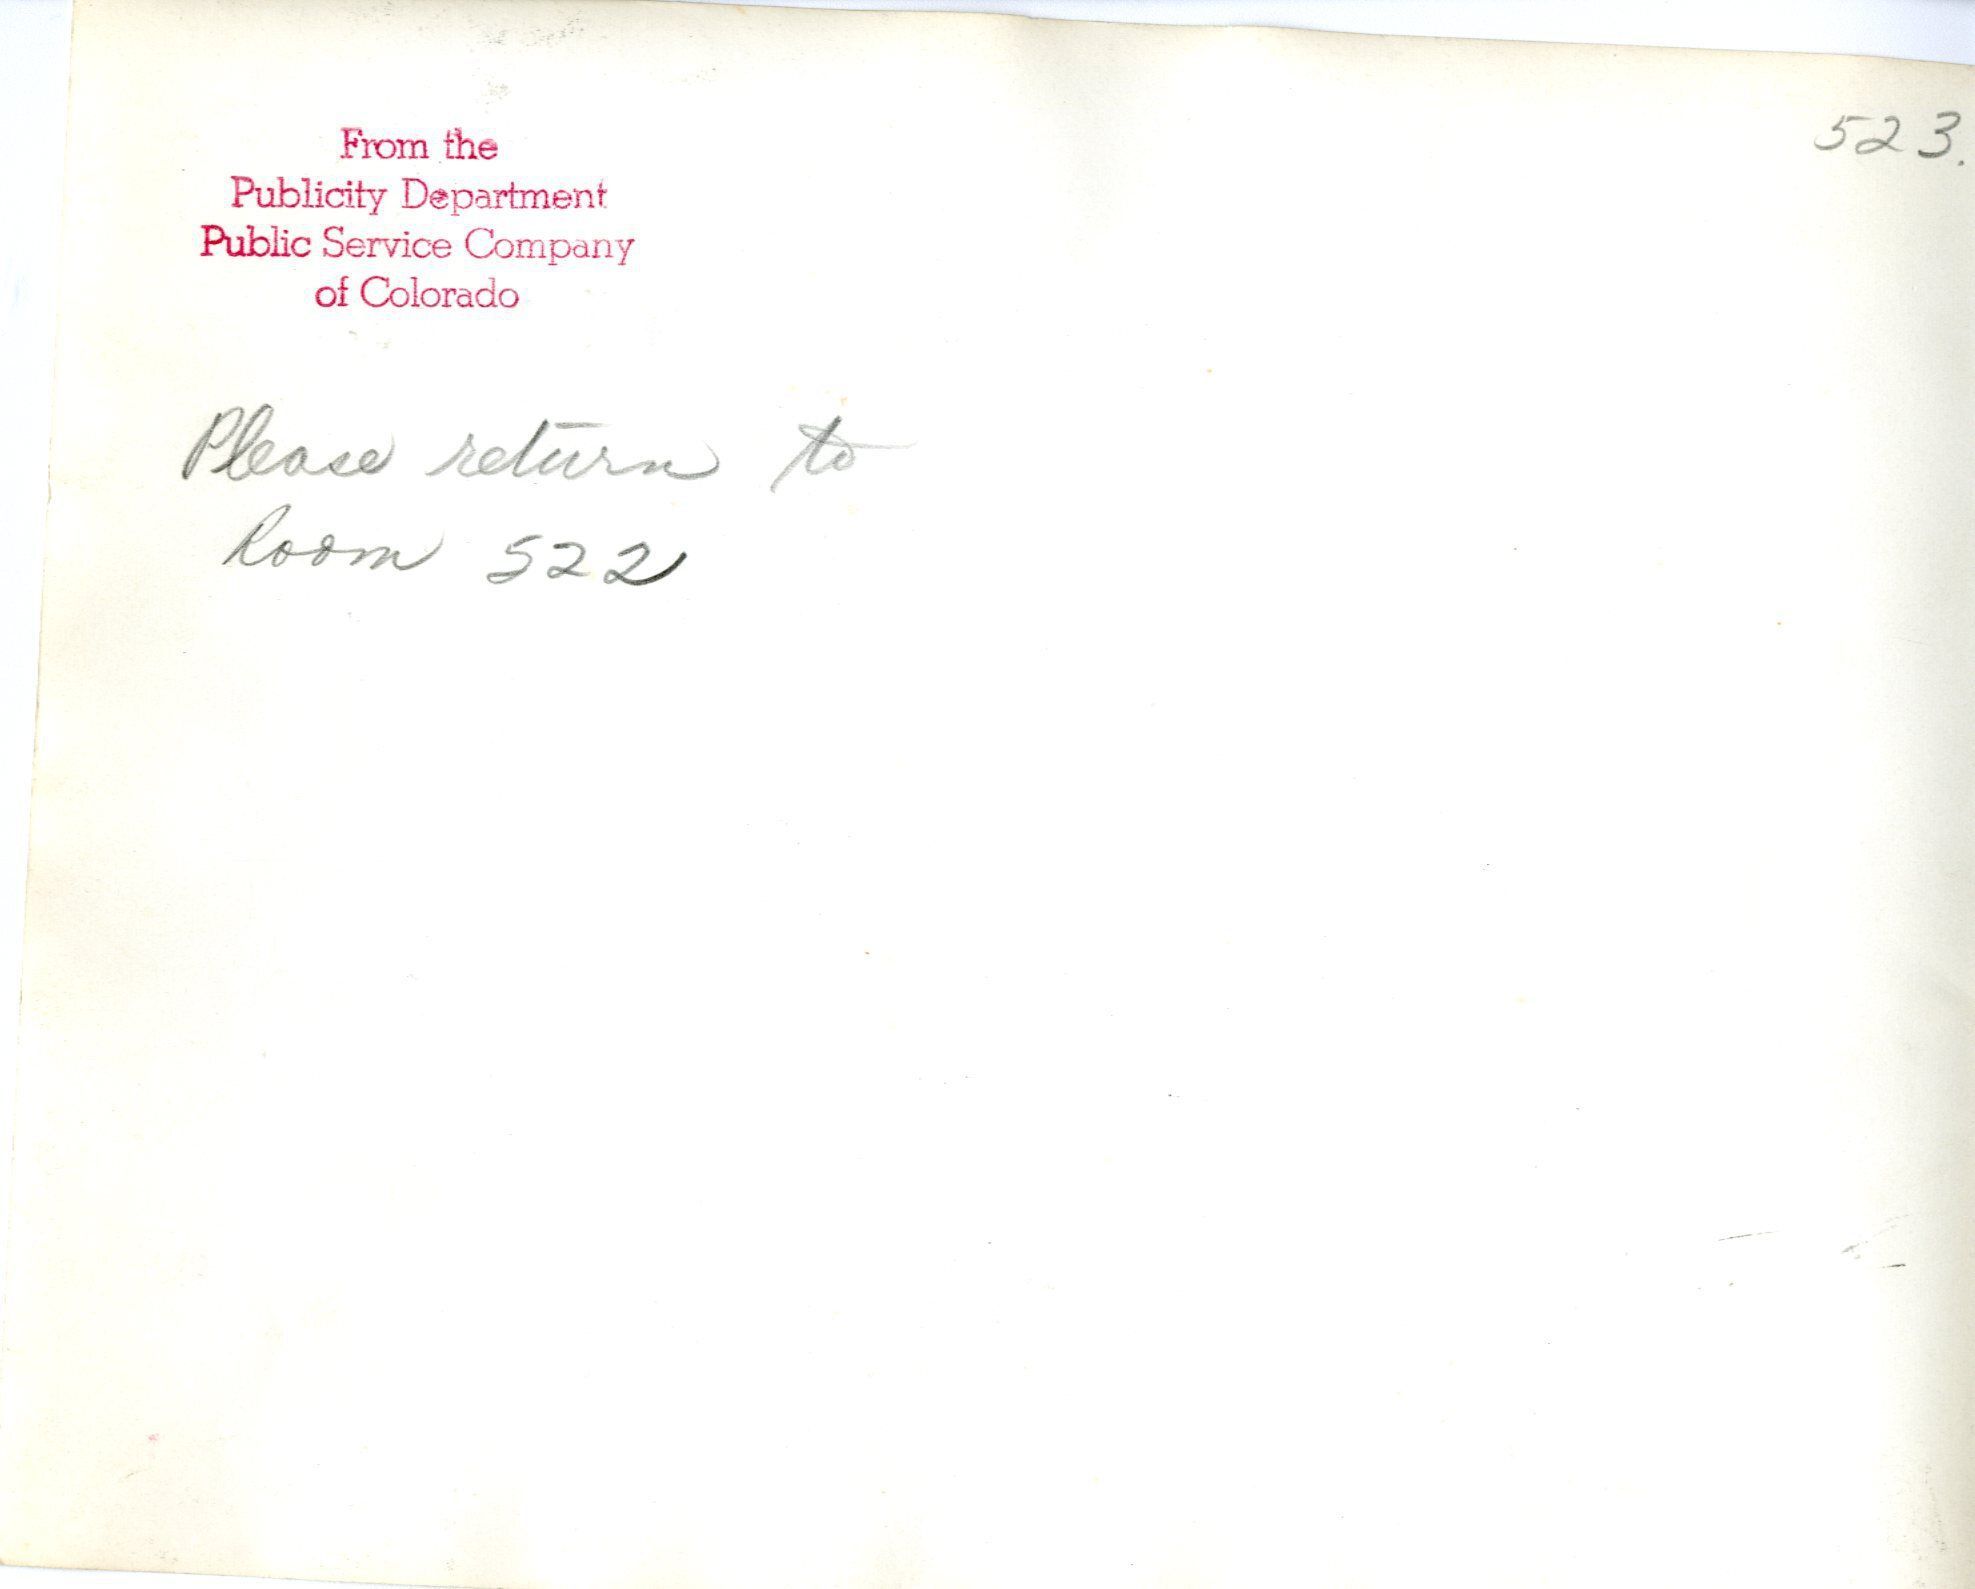 From the
Publicity Department
Public Service Company
of Colorado
523.
Please return to
Room 522